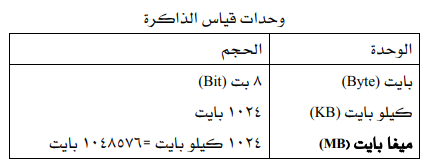 وحدات قياس الذاكرة
الوحدة الحجم
بايت (Byte) ٨ بت (Bit)
كيلو بايت (KB) ١٠٢٤ بايت
ميغا بايت (MB) ١٠٢٤ كيلو بايت =١٠٤٨٥٧٦ بايت